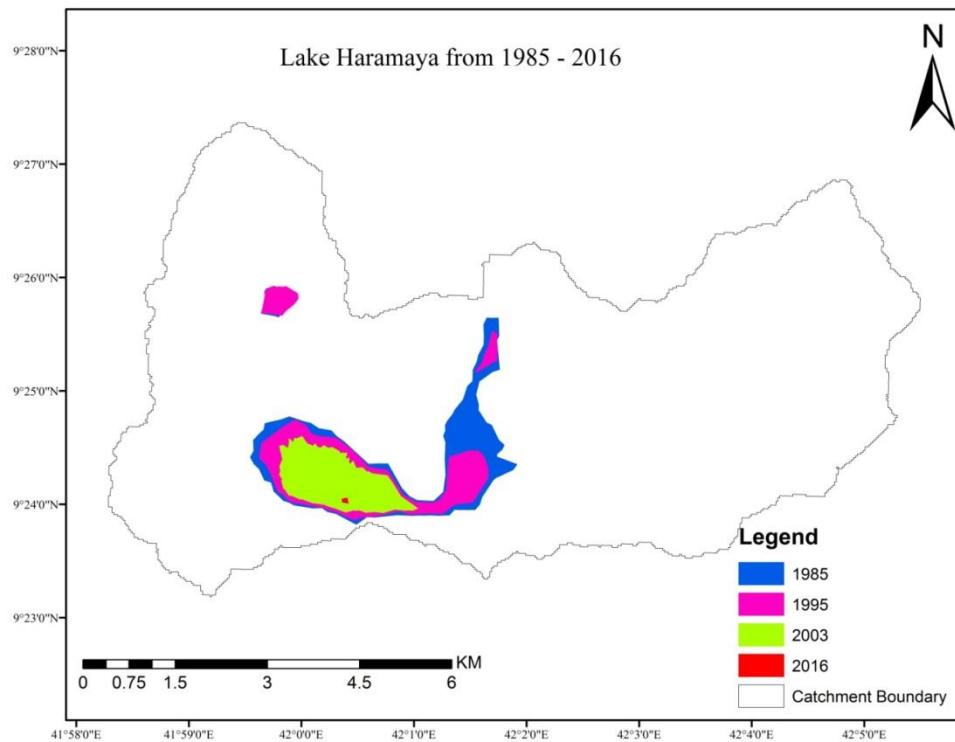 Lake Haramaya from 1985 - 2016
N
9°28'0"N
9°27'0"N
9°26'0"N
9°25'0"N
9°24'0"N
9°23'0"N
Legend
1985
1995
2003
2016
Catchment Boundary
KM
0 0.75 1.5 3 4.5 6
41°58'0"E 41°59'0"E 42°0'0"E 42°1'0"E 42°2'0"E 42°3'0"E 42°4'0"E 42°5'0"E